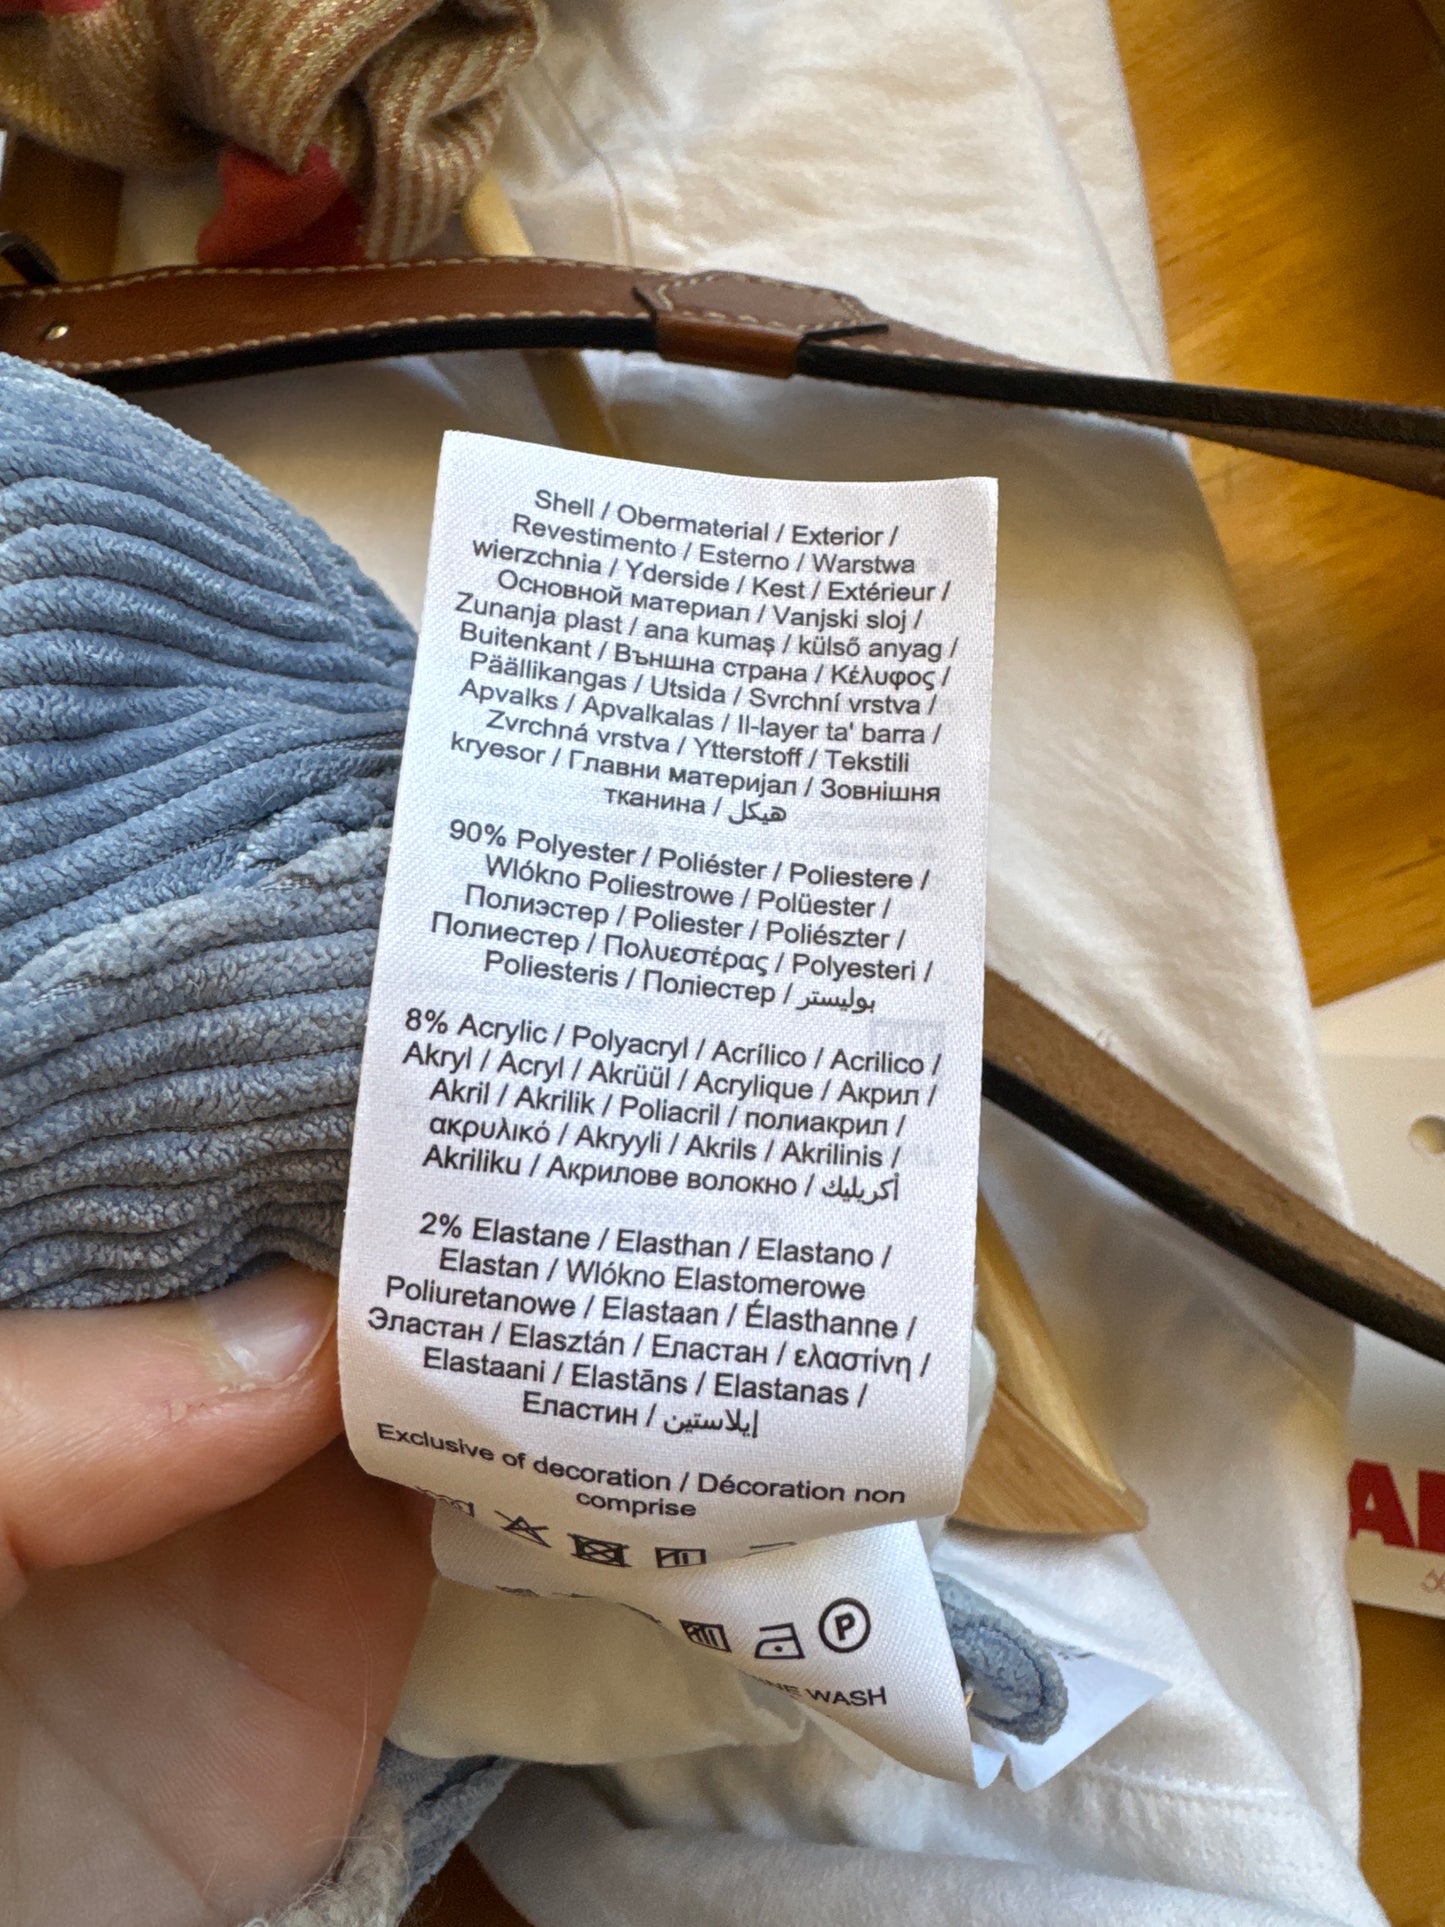 Shell / Obermaterial / Exterior /
Revestimento / Esterno / Warstwa
wierzchnia / Yderside / Kest / Extérieur /
Основной материал / Vanjski sloj /
Zunanja plast / ana kumaş / külső anyag /
Buitenkant / Външна страна / Κέλυφος /
Päällikangas / Utsida / Svrchní vrstva /
Apvalks / Apvalkalas / Il-layer ta' barra /
Zvrchná vrstva / Ytterstoff / Tekstili
kryesor / Главни материјал / Зовнішня
тканина / هيكل
90% Polyester / Poliéster / Poliestere /
Wlókno Poliestrowe / Polüester /
Полиэстер / Poliester / Poliészter /
Полиестер / Πολυεστέρας / Polyesteri /
Poliesteris / Поліестер / بوليستر
8% Acrylic / Polyacryl / Acrílico / Acrilico /
Akryl / Acryl / Akrüül / Acrylique / Акрил /
Akril / Akrilik / Poliacril / полиакрил /
ακρυλικό / Akryyli / Akrils / Akrilinis /
Akriliku / Акрилове волокно / أكريليك
2% Elastane / Elasthan / Elastano /
Elastan / Wlókno Elastomerowe
Poliuretanowe / Elastaan / Élasthanne /
Эластан / Elasztán / Еластан / ελαστίνη /
Elastaani / Elastāns / Elastanas /
Еластин / إيلاستين
Exclusive of decoration / Décoration non
comprise
P
WASH